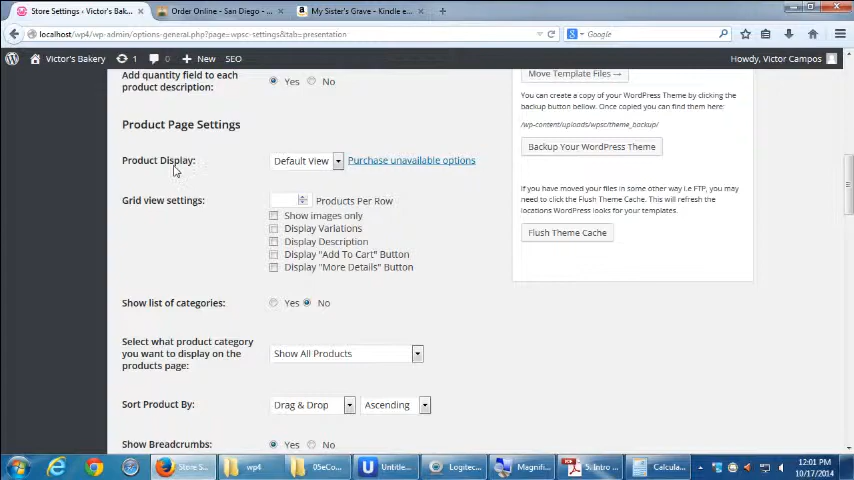 Store Settings ‹ Victor's Bak...
Order Online - San Diego - ...
My Sister's Grave - Kindle e...
localhost/wp4/wp-admin/options-general.php?page=wpsc-settings&tab=presentation
Google
Victor's Bakery
1
0
+ New
SEO
Howdy, Victor Campos
Add quantity field to each
product description:
Yes
No
Product Page Settings
Product Display:
Default View
Purchase unavailable options
Grid view settings:
Products Per Row
Show images only
Display Variations
Display Description
Display "Add To Cart" Button
Display "More Details" Button
Show list of categories:
Yes
No
Select what product category
you want to display on the
products page:
Show All Products
Sort Product By:
Drag & Drop
Ascending
Show Breadcrumbs:
Yes
No
Move Template Files →
You can create a copy of your WordPress Theme by clicking the
backup button below. Once copied you can find them here:
/wp-content/uploads/wpsc/theme_backup/
Backup Your WordPress Theme
If you have moved your files in some other way i.e FTP, you may
need to click the Flush Theme Cache. This will refresh the
locations WordPress looks for your templates.
Flush Theme Cache
Store S...
wp4
05eCo...
Untitle...
Logitec...
Magnifi...
5. Intro ...
Calcula...
12:01 PM
10/17/2014